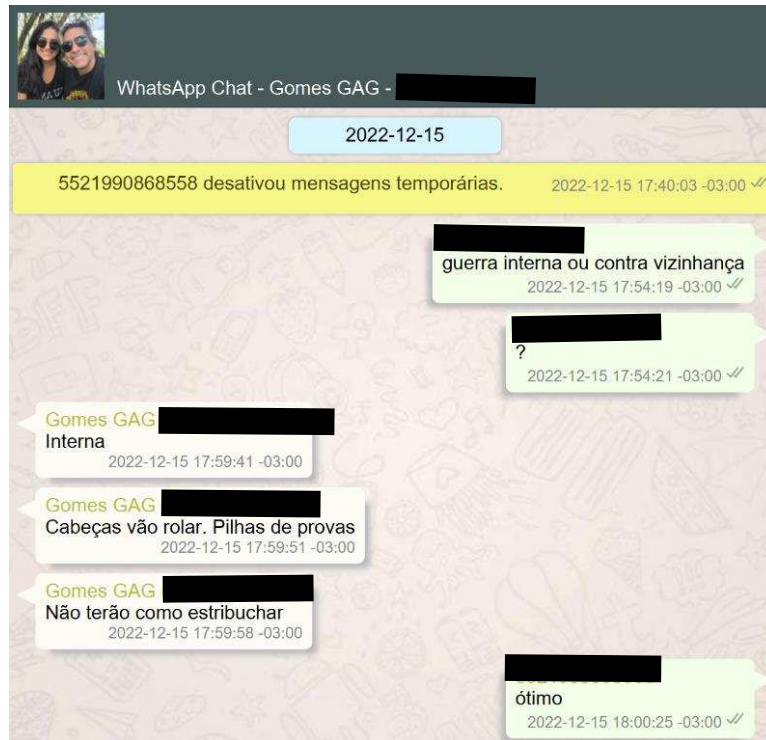 WhatsApp Chat - Gomes GAG -
2022-12-15
5521990868558 desativou mensagens temporárias. 2022-12-15 17:40:03 -03:00
guerra interna ou contra vizinhança
2022-12-15 17:54:19 -03:00
?
2022-12-15 17:54:21 -03:00
Gomes GAG
Interna
2022-12-15 17:59:41 -03:00
Gomes GAG
Cabeças vão rolar. Pilhas de provas
2022-12-15 17:59:51 -03:00
Gomes GAG
Não terão como estribuchar
2022-12-15 17:59:58 -03:00
ótimo
2022-12-15 18:00:25 -03:00